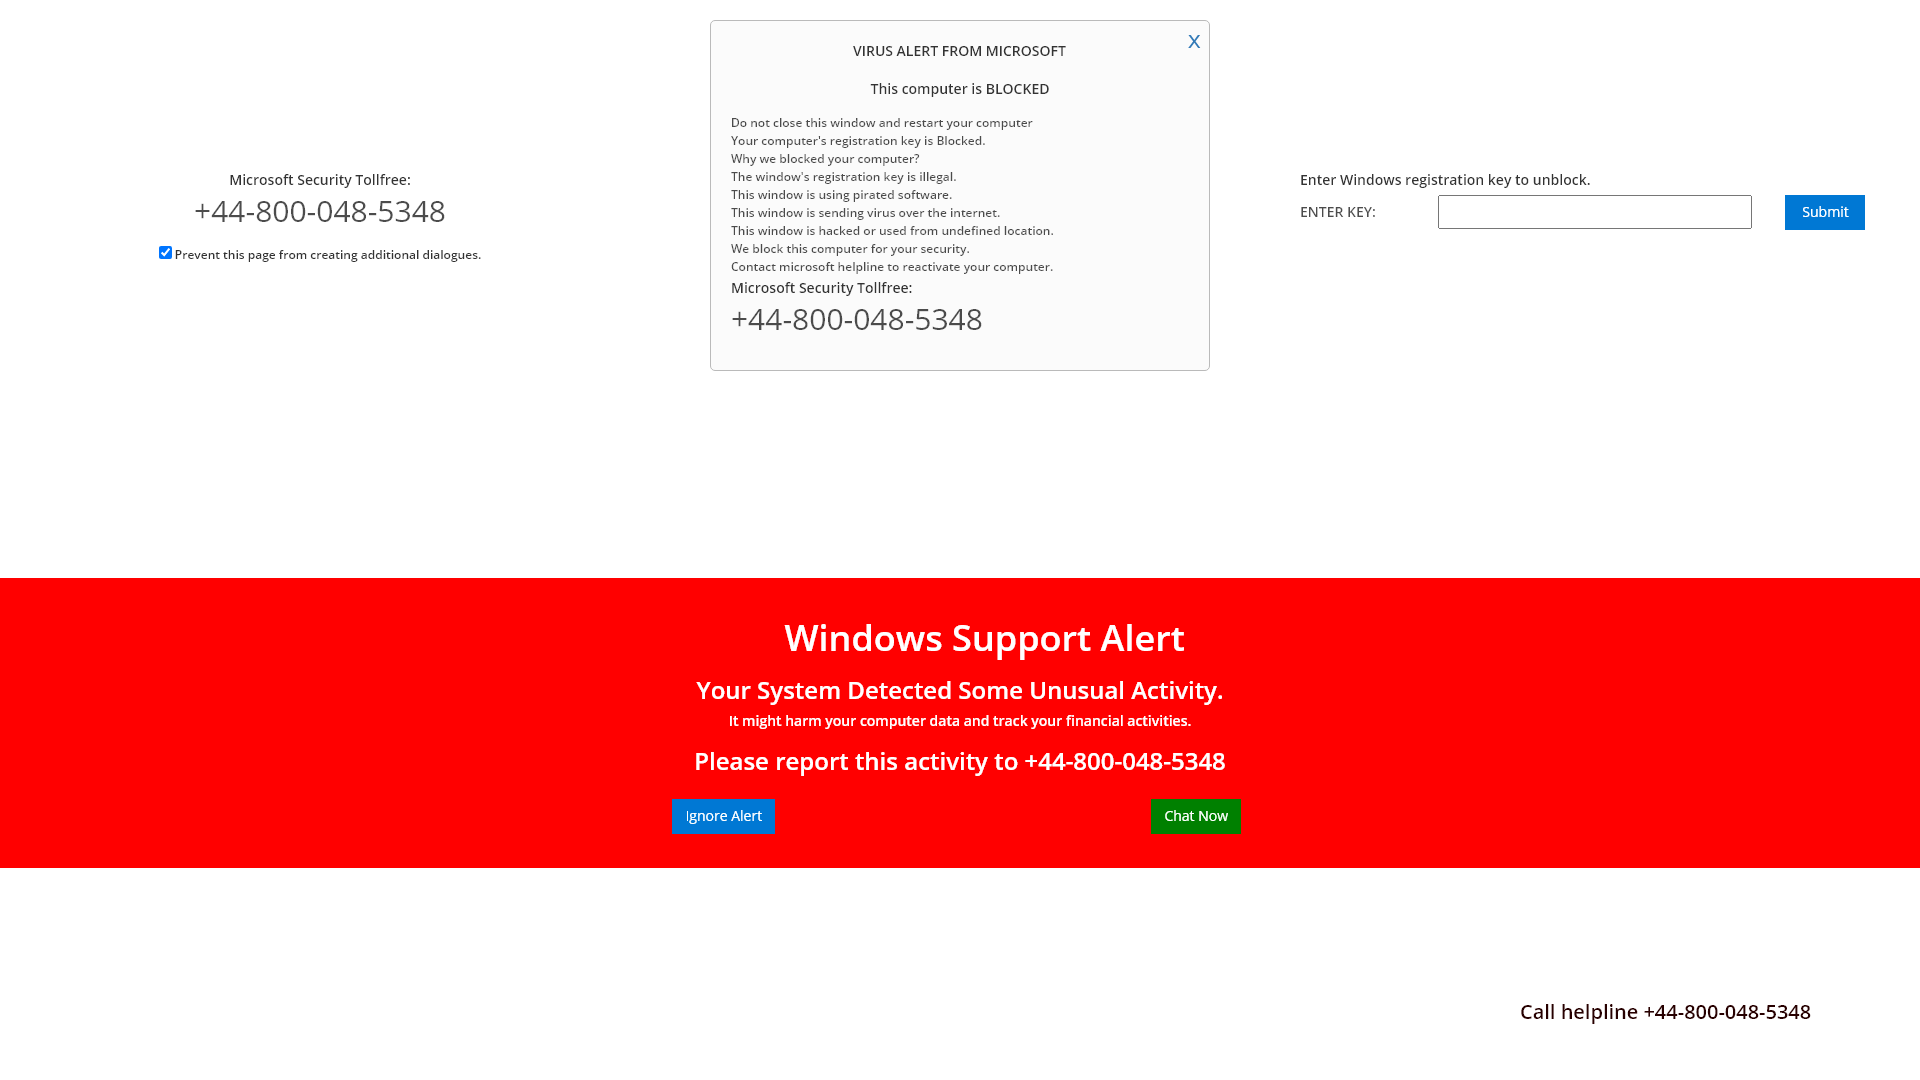 X
VIRUS ALERT FROM MICROSOFT
This computer is BLOCKED
Do not close this window and restart your computer
Your computer's registration key is Blocked.
Why we blocked your computer?
The window's registration key is illegal.
This window is using pirated software.
This window is sending virus over the internet.
This window is hacked or used from undefined location.
We block this computer for your security.
Contact microsoft helpline to reactivate your computer.
Microsoft Security Tollfree:
+44-800-048-5348
Microsoft Security Tollfree:
+44-800-048-5348
Prevent this page from creating additional dialogues.
Enter Windows registration key to unblock.
ENTER KEY:
Submit
Windows Support Alert
Your System Detected Some Unusual Activity.
It might harm your computer data and track your financial activities.
Please report this activity to +44-800-048-5348
Ignore Alert
Chat Now
Call helpline +44-800-048-5348